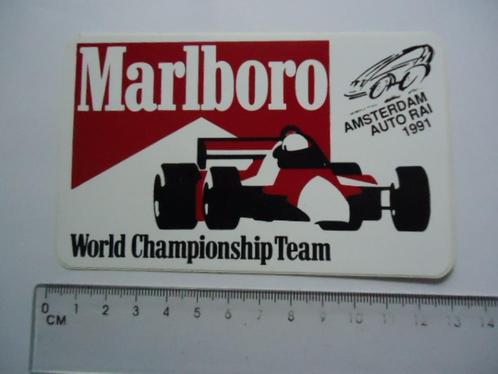 Marlboro
AMSTERDAM
AUTO RAI
1991
World Championship Team
0 1 2 3 4 5 6 7 8 9 10 11 12 13 14
CM